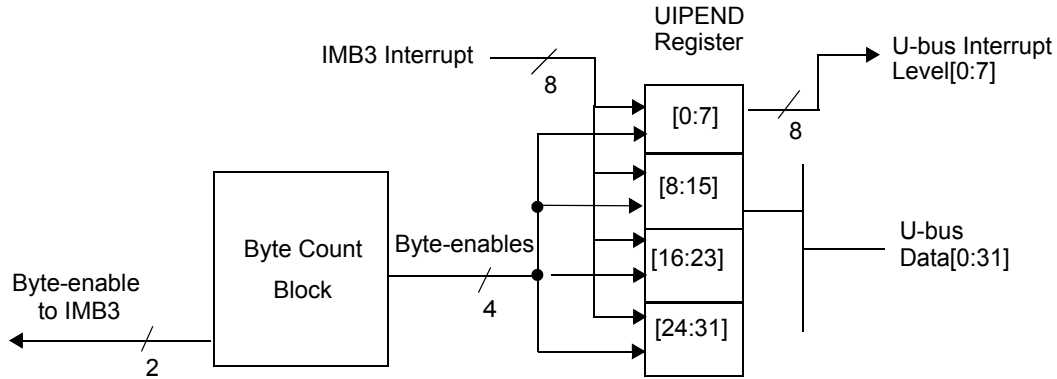 UIPEND
Register
IMB3 Interrupt
8
U-bus Interrupt
Level[0:7]
[0:7]
8
[8:15]
Byte Count
Block
Byte-enables
4
[16:23]
U-bus
Data[0:31]
Byte-enable
to IMB3
2
[24:31]